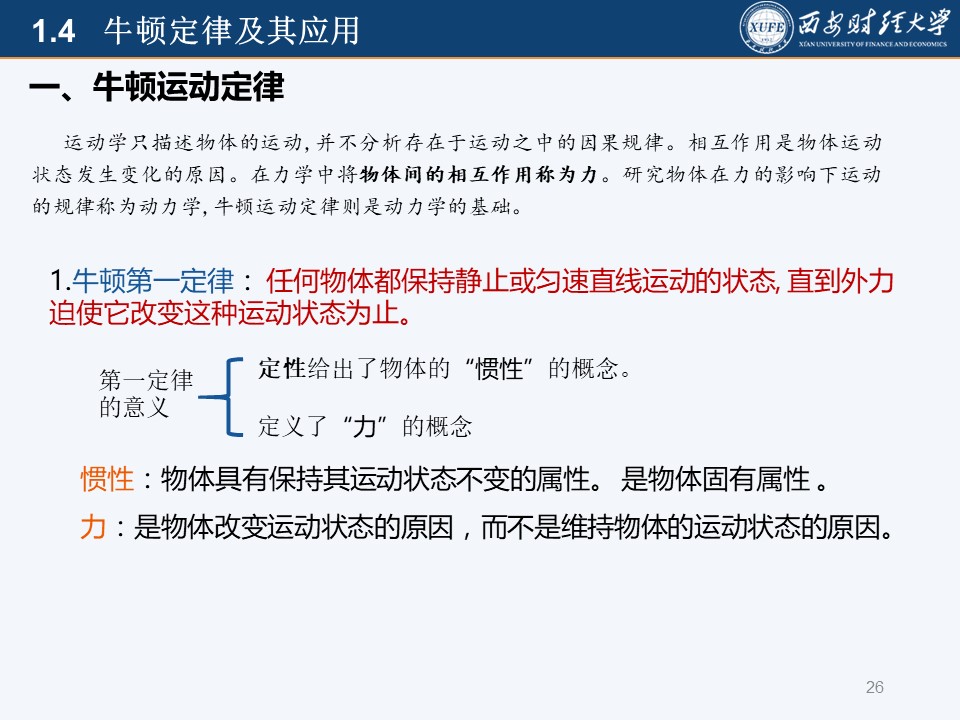 1.4 牛顿定律及其应用
XUFE
西安财经大学
XI'AN UNIVERSITY OF FINANCE AND ECONOMICS
一、牛顿运动定律
运动学只描述物体的运动,并不分析存在于运动之中的因果规律。相互作用是物体运动
状态发生变化的原因。在力学中将物体间的相互作用称为力。研究物体在力的影响下运动
的规律称为动力学,牛顿运动定律则是动力学的基础。
1.牛顿第一定律： 任何物体都保持静止或匀速直线运动的状态, 直到外力
迫使它改变这种运动状态为止。
第一定律
的意义
定性给出了物体的“惯性”的概念。
定义了“力”的概念
惯性：物体具有保持其运动状态不变的属性。 是物体固有属性 。
力：是物体改变运动状态的原因，而不是维持物体的运动状态的原因。
26